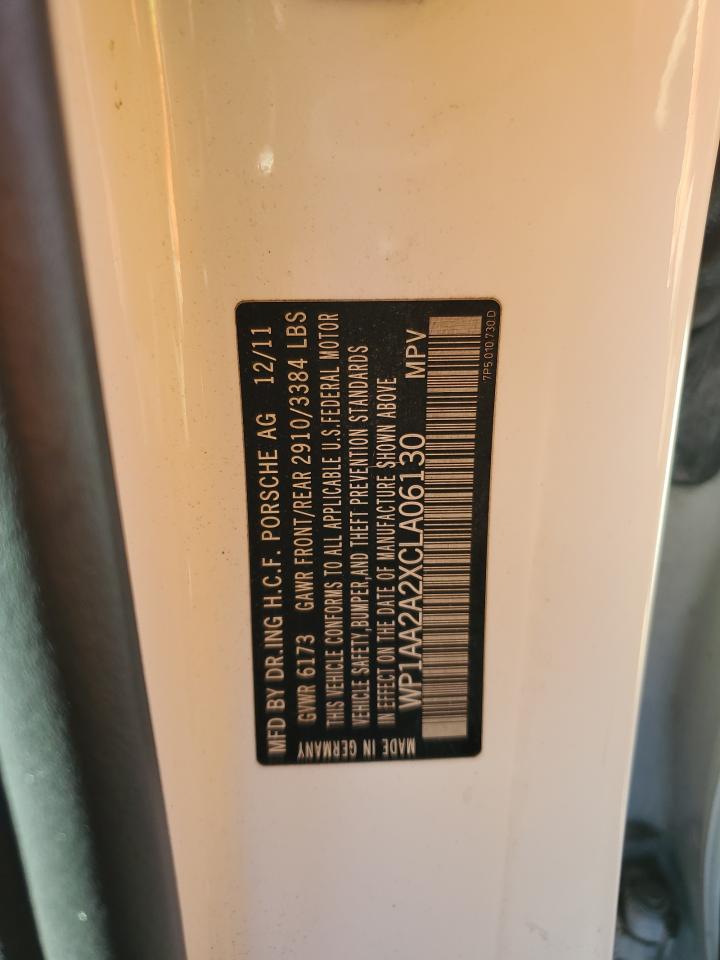 MFD BY DR.ING H.C.F. PORSCHE AG 12/11
GVWR 6173 GAWR FRONT/REAR 2910/3384 LBS
THIS VEHICLE CONFORMS TO ALL APPLICABLE U.S.FEDERAL MOTOR
VEHICLE SAFETY,BUMPER,AND THEFT PREVENTION STANDARDS
IN EFFECT ON THE DATE OF MANUFACTURE SHOWN ABOVE
WP1AA2A2XCLA06130 MPV
7P5.010.730.D
MADE IN GERMANY